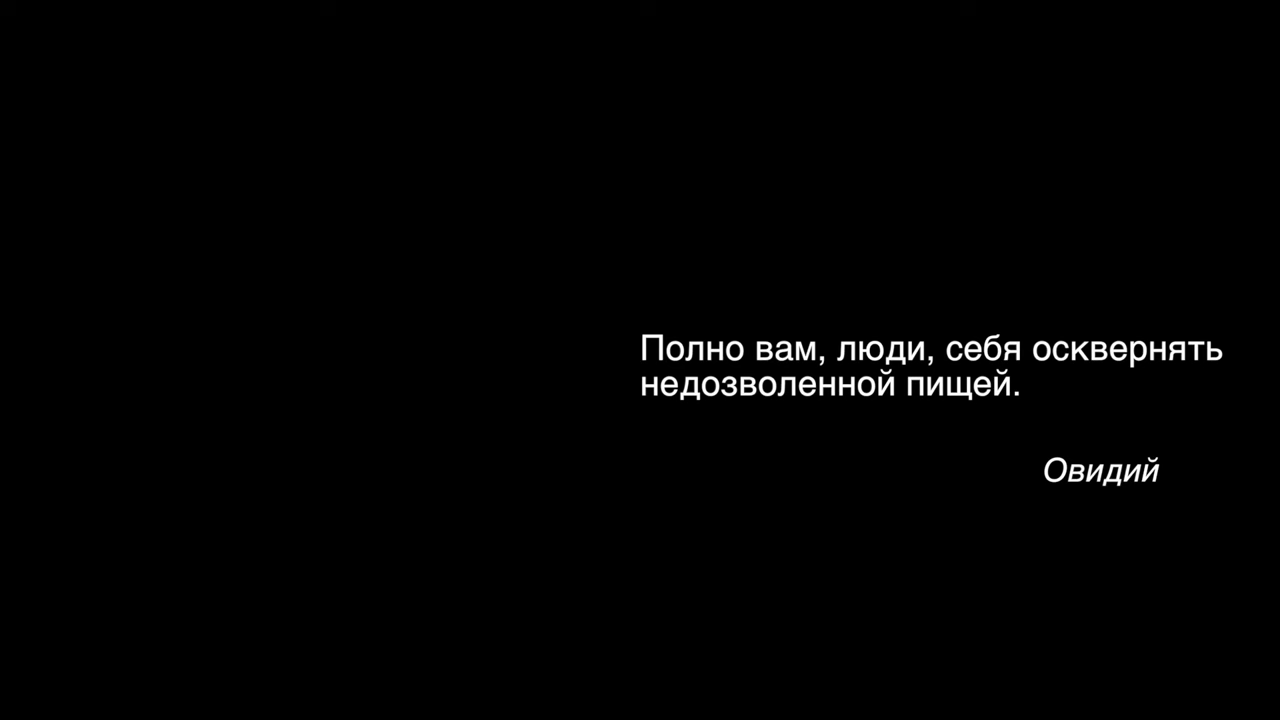 Полно вам, люди, себя осквернять
недозволенной пищей.
Овидий